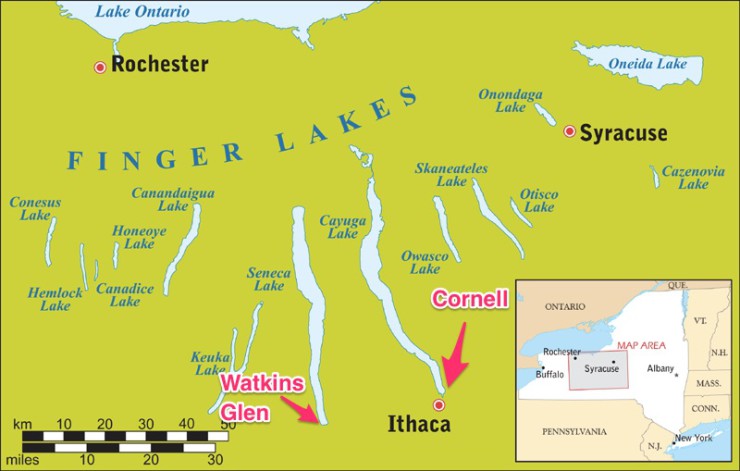 Lake Ontario
Rochester
Oneida Lake
Onondaga
Lake
Syracuse
FINGER LAKES
Skaneateles
Lake
Cazenovia
Lake
Otisco
Lake
Conesus
Lake
Canandaigua
Lake
Honeoye
Lake
Cayuga
Lake
Owasco
Lake
Hemlock
Lake
Canadice
Lake
Seneca
Lake
Cornell
Keuka
Lake
Watkins
Glen
Ithaca
km 10 20 30 40 50
miles 10 20 30
QUE.
ONTARIO
VT.
N.H.
MAP AREA
Rochester
Syracuse
Albany
Buffalo
MASS.
CONN.
PENNSYLVANIA
N.J.
New York